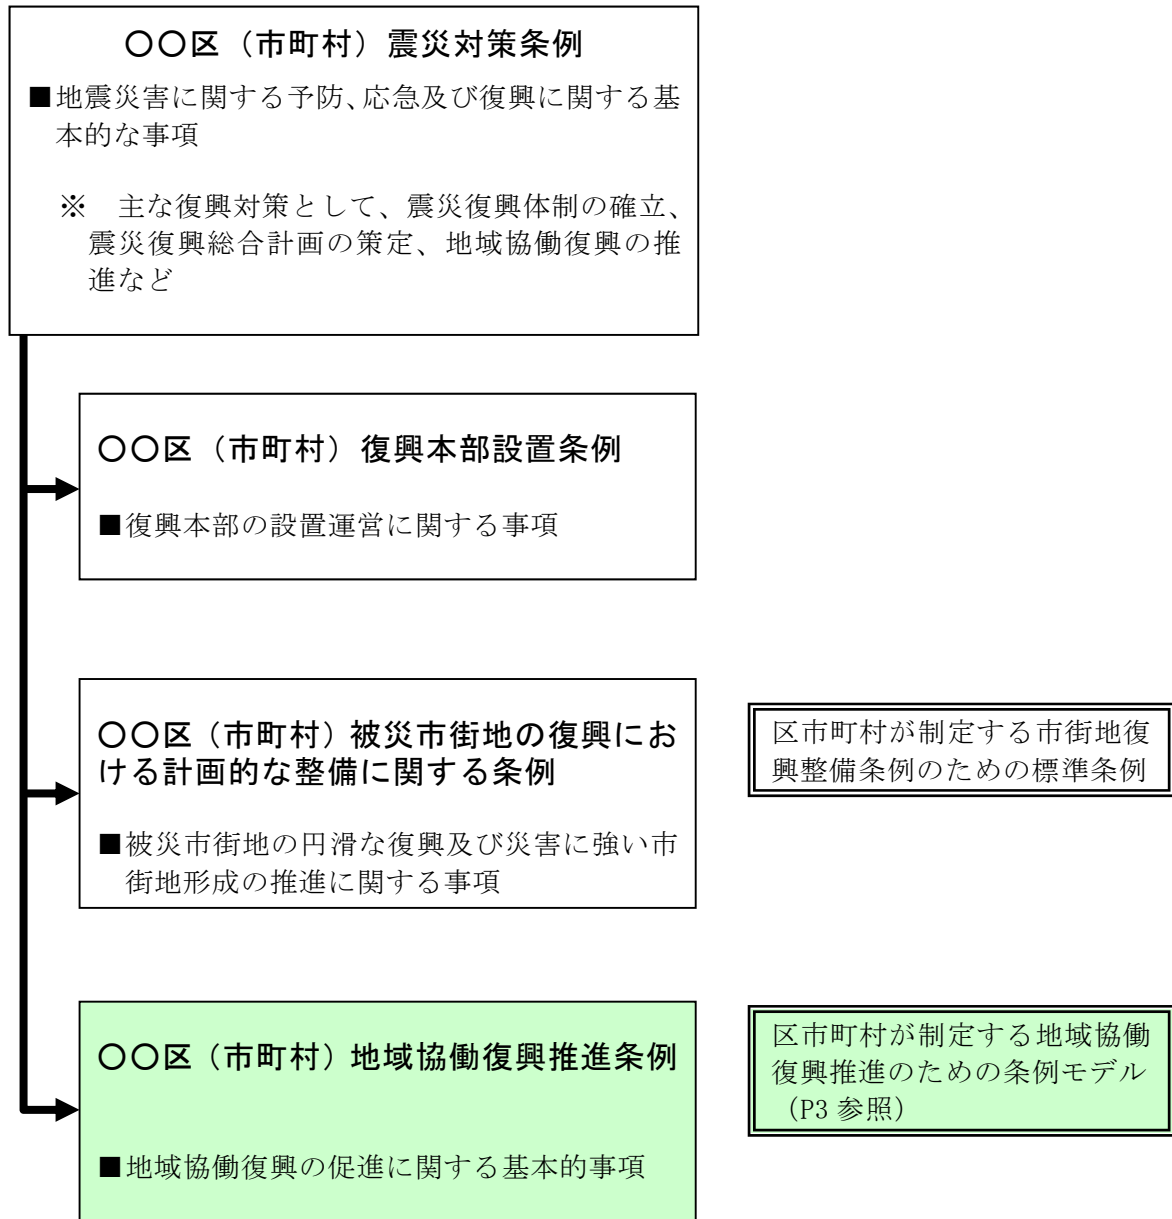 〇〇区（市町村）震災対策条例
■地震災害に関する予防、応急及び復興に関する基
本的な事項
※　主な復興対策として、震災復興体制の確立、
震災復興総合計画の策定、地域協働復興の推
進など
〇〇区（市町村）復興本部設置条例
■復興本部の設置運営に関する事項
〇〇区（市町村）被災市街地の復興にお
ける計画的な整備に関する条例
■被災市街地の円滑な復興及び災害に強い市
街地形成の推進に関する事項
区市町村が制定する市街地復
興整備条例のための標準条例
〇〇区（市町村）地域協働復興推進条例
■地域協働復興の促進に関する基本的事項
区市町村が制定する地域協働
復興推進のための条例モデル
（P3 参照）